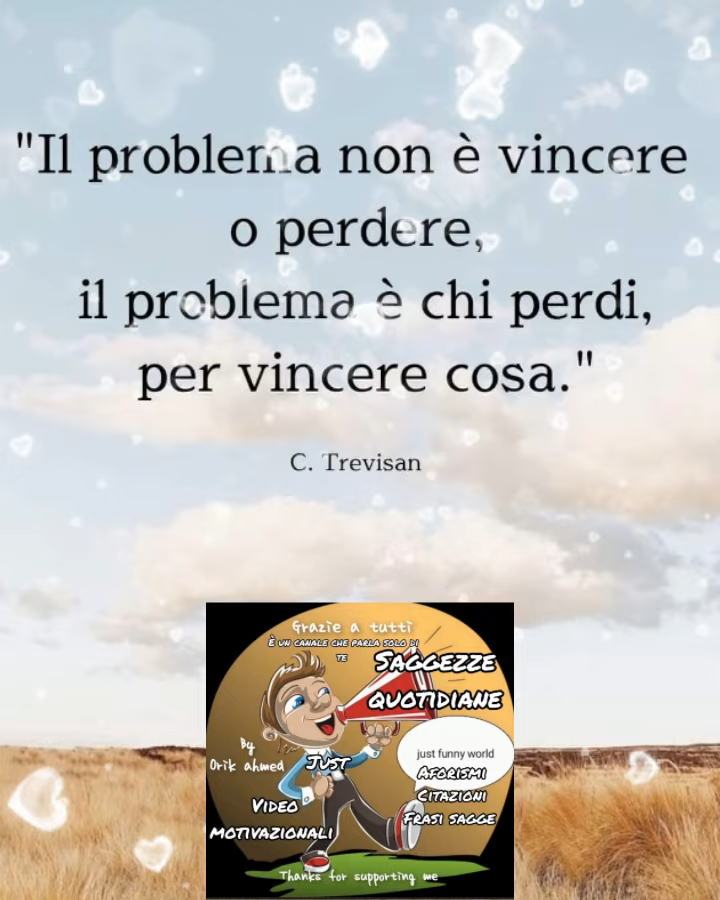 "Il problema non è vincere
o perdere,
il problema è chi perdi,
per vincere cosa."
C. Trevisan
Grazie a tutti
È un canale che parla solo di
te
Saggezze
quotidiane
By
Orik ahmed
Just
just funny world
Aforismi
Citazioni
Frasi sagge
Video
motivazionali
Thanks for supporting me